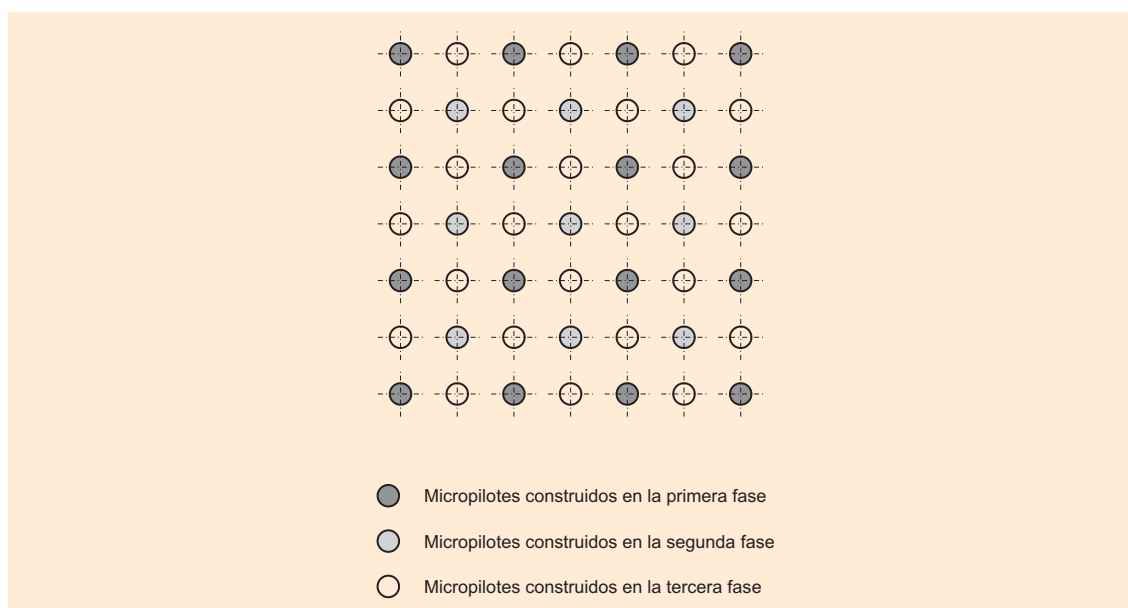 Micropilotes construidos en la primera fase
Micropilotes construidos en la segunda fase
Micropilotes construidos en la tercera fase